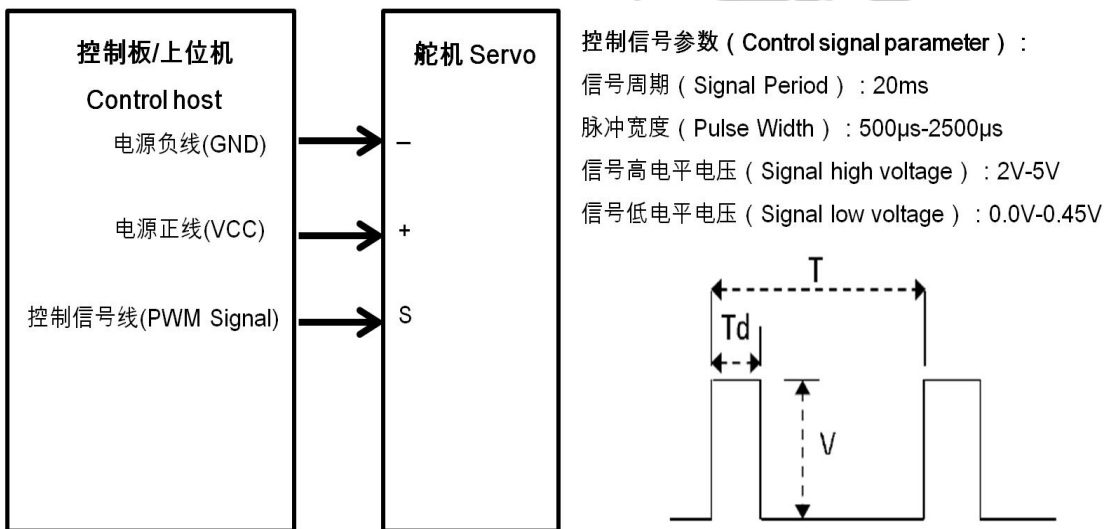 控制板/上位机
Control host
电源负线(GND)
电源正线(VCC)
控制信号线(PWM Signal)
舵机 Servo
–
+
S
控制信号参数（Control signal parameter）:
信号周期（Signal Period）: 20ms
脉冲宽度（Pulse Width）: 500μs-2500μs
信号高电平电压（Signal high voltage）: 2V-5V
信号低电平电压（Signal low voltage）: 0.0V-0.45V
T
Td
V